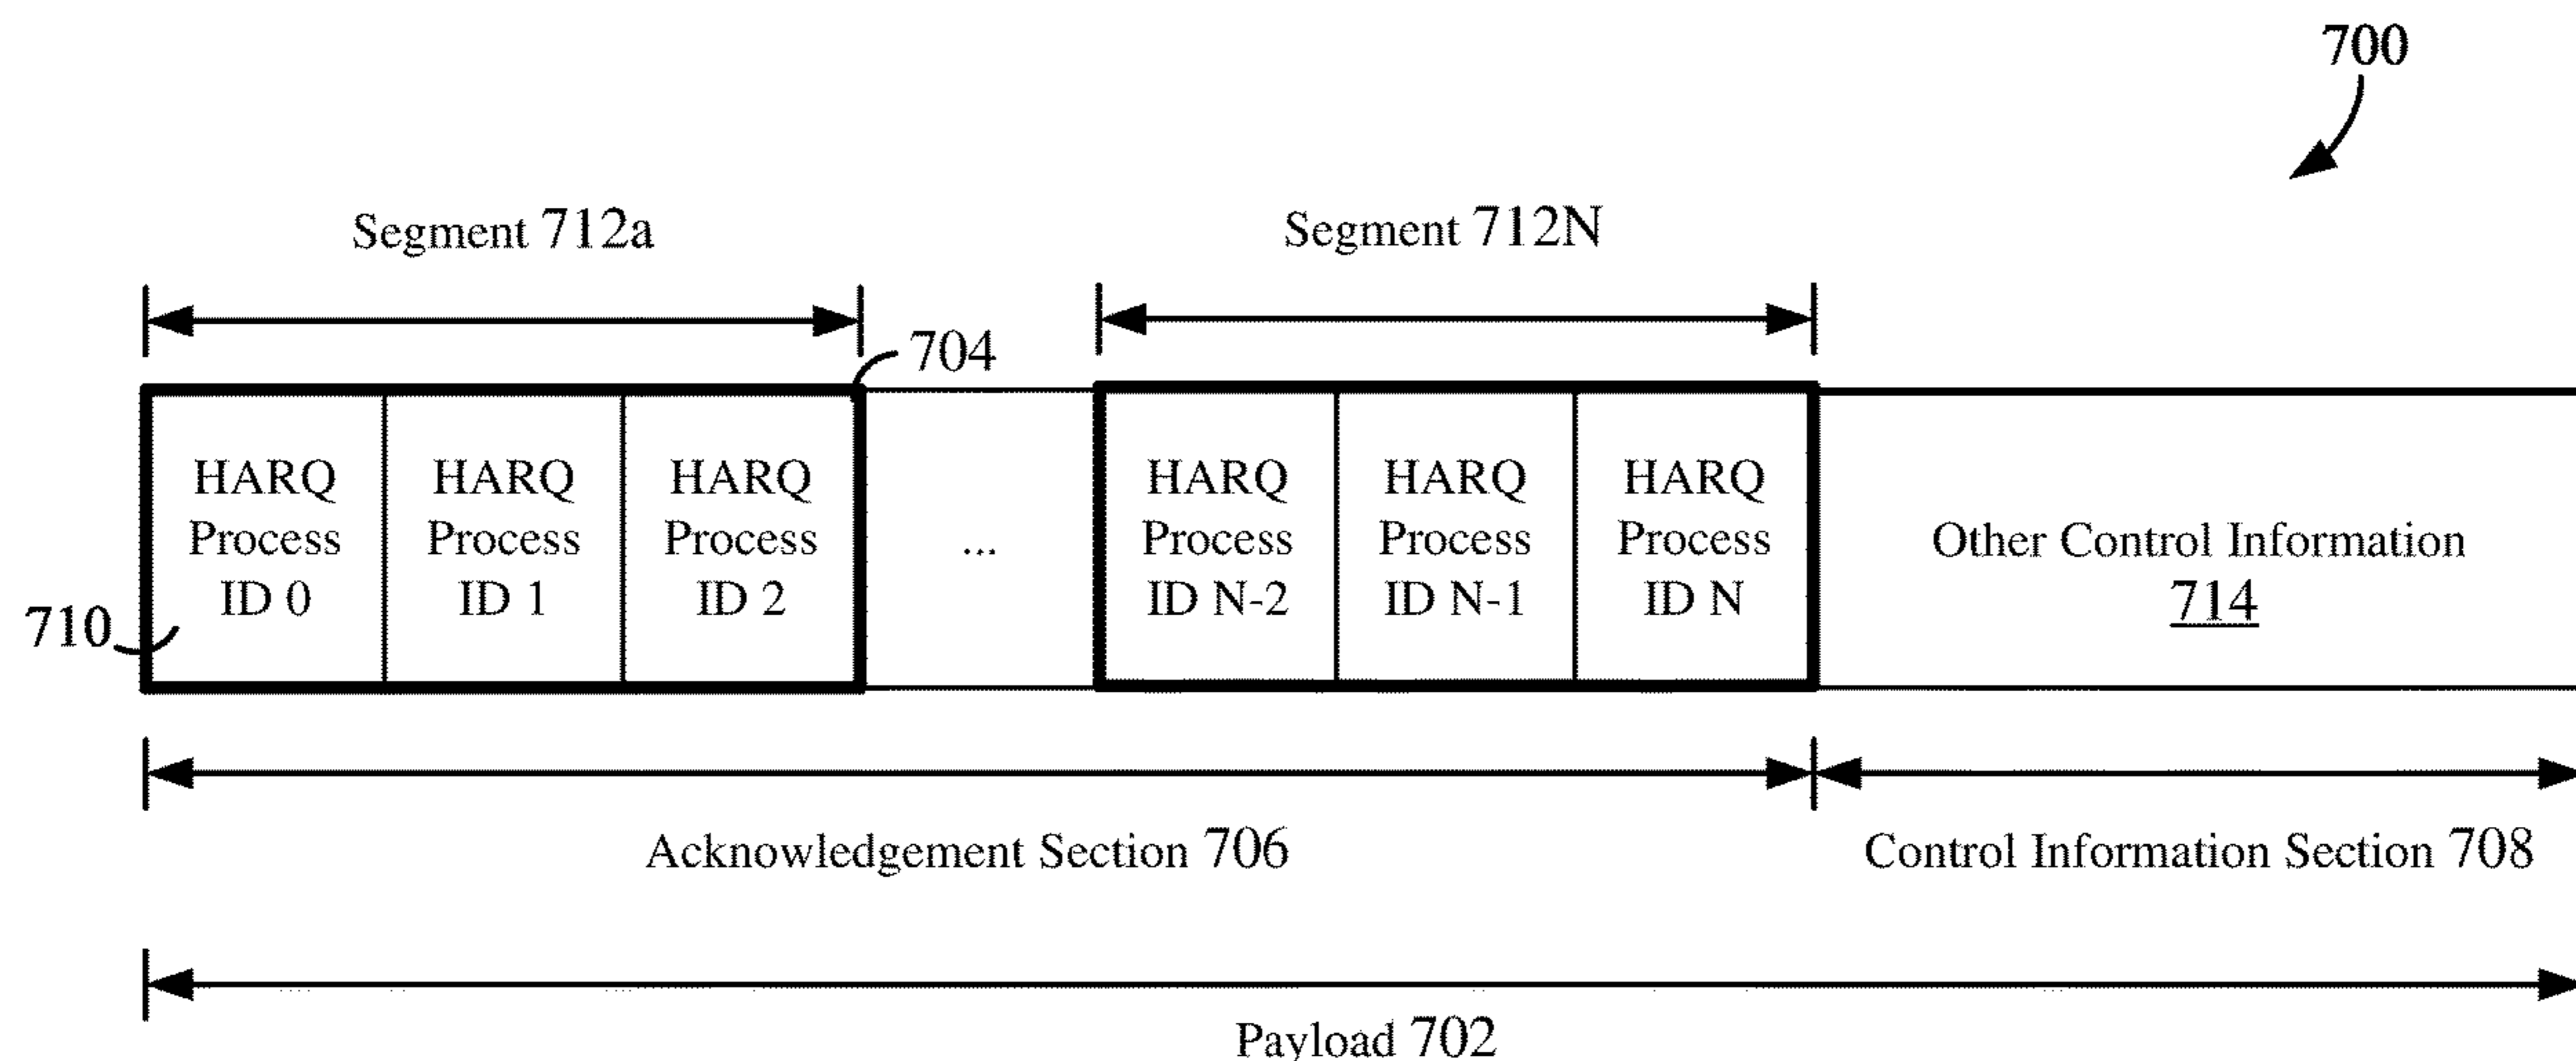 700
Segment 712a
Segment 712N
704
HARQ
Process
ID 0
HARQ
Process
ID 1
HARQ
Process
ID 2
...
HARQ
Process
ID N-2
HARQ
Process
ID N-1
HARQ
Process
ID N
Other Control Information
714
710
Acknowledgement Section 706
Control Information Section 708
Payload 702